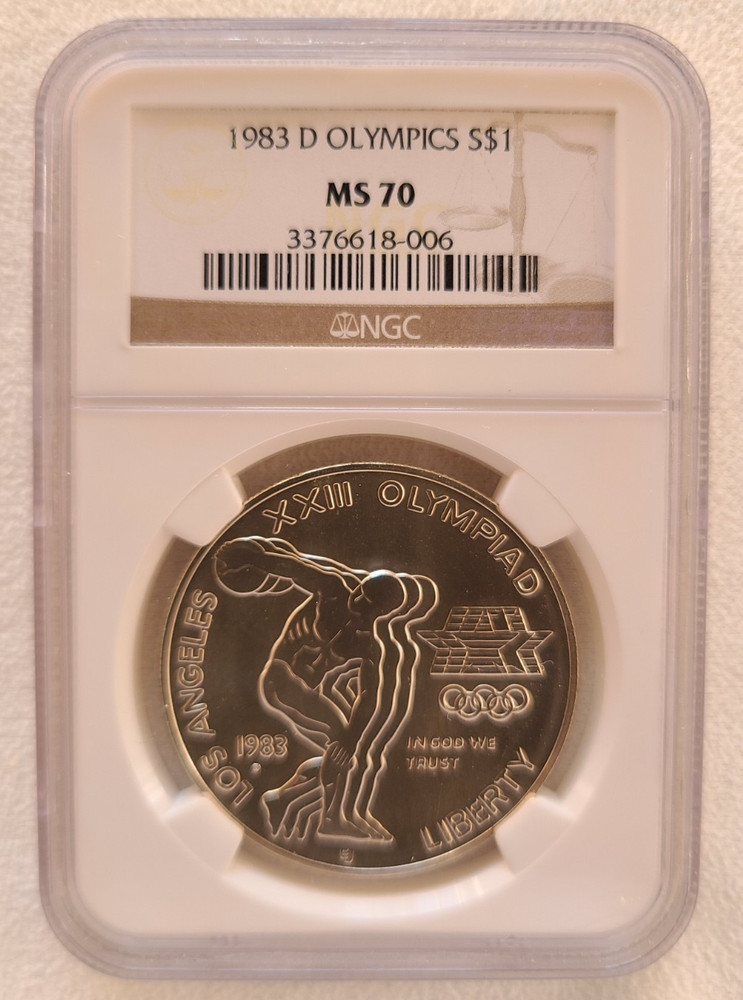 1983 D OLYMPICS S$1
MS 70
3376618-006
NGC
XXIII OLYMPIAD
LOS ANGELES
1983
IN GOD WE
TRUST
LIBERTY